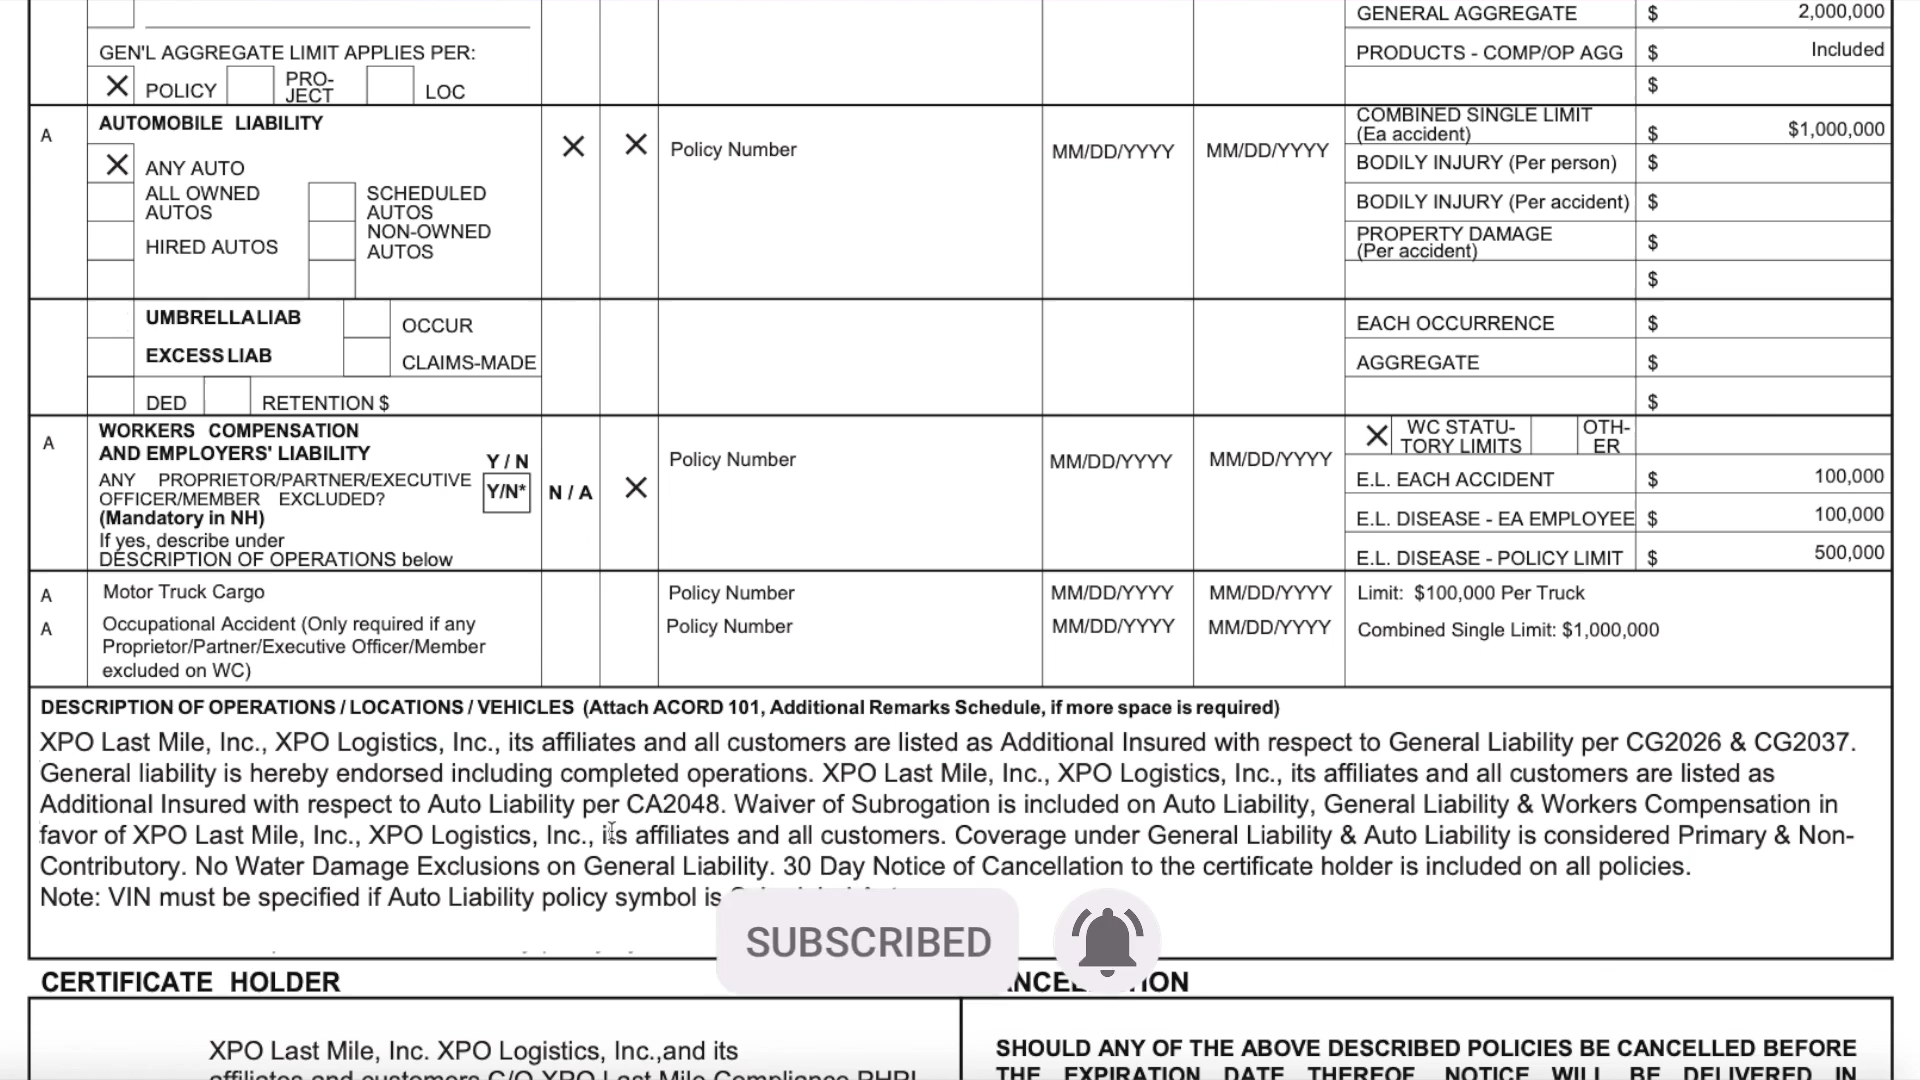 GENERAL AGGREGATE $ 2,000,000
GEN'L AGGREGATE LIMIT APPLIES PER:
PRODUCTS - COMP/OP AGG $ Included
X POLICY PRO-JECT LOC $
A AUTOMOBILE LIABILITY X X Policy Number MM/DD/YYYY MM/DD/YYYY
COMBINED SINGLE LIMIT
(Ea accident) $ $1,000,000
X ANY AUTO
BODILY INJURY (Per person) $
ALL OWNED AUTOS SCHEDULED AUTOS
BODILY INJURY (Per accident) $
HIRED AUTOS NON-OWNED AUTOS
PROPERTY DAMAGE
(Per accident) $
$
UMBRELLA LIAB OCCUR
EACH OCCURRENCE $
EXCESS LIAB CLAIMS-MADE
AGGREGATE $
DED RETENTION $
$
A WORKERS COMPENSATION
AND EMPLOYERS' LIABILITY
Y / N
ANY PROPRIETOR/PARTNER/EXECUTIVE
OFFICER/MEMBER EXCLUDED?
Y/N* N / A X Policy Number MM/DD/YYYY MM/DD/YYYY
(Mandatory in NH)
If yes, describe under
DESCRIPTION OF OPERATIONS below
X WC STATU-TORY LIMITS OTH-ER
E.L. EACH ACCIDENT $ 100,000
E.L. DISEASE - EA EMPLOYEE $ 100,000
E.L. DISEASE - POLICY LIMIT $ 500,000
A Motor Truck Cargo Policy Number MM/DD/YYYY MM/DD/YYYY Limit: $100,000 Per Truck
A Occupational Accident (Only required if any Policy Number MM/DD/YYYY MM/DD/YYYY Combined Single Limit: $1,000,000
Proprietor/Partner/Executive Officer/Member
excluded on WC)
DESCRIPTION OF OPERATIONS / LOCATIONS / VEHICLES (Attach ACORD 101, Additional Remarks Schedule, if more space is required)
XPO Last Mile, Inc., XPO Logistics, Inc., its affiliates and all customers are listed as Additional Insured with respect to General Liability per CG2026 & CG2037.
General liability is hereby endorsed including completed operations. XPO Last Mile, Inc., XPO Logistics, Inc., its affiliates and all customers are listed as
Additional Insured with respect to Auto Liability per CA2048. Waiver of Subrogation is included on Auto Liability, General Liability & Workers Compensation in
favor of XPO Last Mile, Inc., XPO Logistics, Inc., its affiliates and all customers. Coverage under General Liability & Auto Liability is considered Primary & Non-
Contributory. No Water Damage Exclusions on General Liability. 30 Day Notice of Cancellation to the certificate holder is included on all policies.
Note: VIN must be specified if Auto Liability policy symbol is
SUBSCRIBED
CERTIFICATE HOLDER
XPO Last Mile, Inc. XPO Logistics, Inc.,and its
affiliates and customers C/O XPO Last Mile Compliance
SHOULD ANY OF THE ABOVE DESCRIBED POLICIES BE CANCELLED BEFORE
THE EXPIRATION DATE THEREOF, NOTICE WILL BE DELIVERED IN